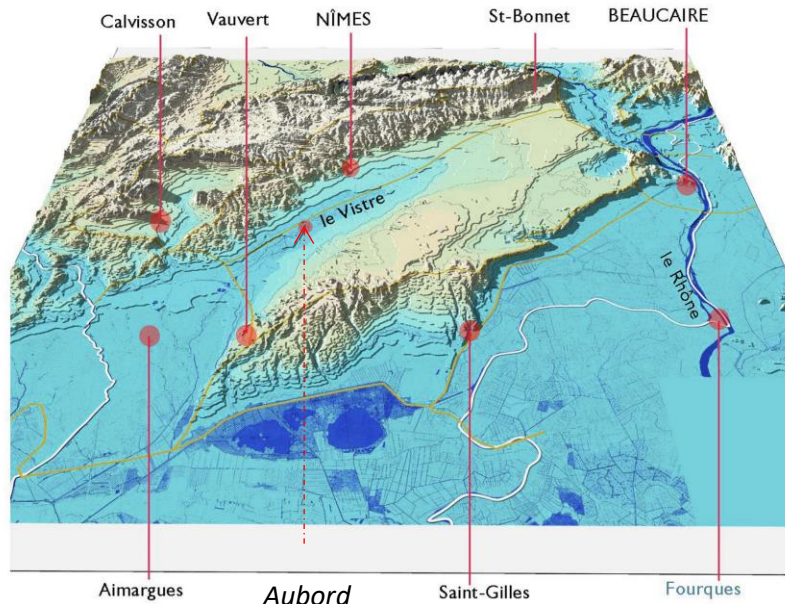 St-Bonnet
BEAUCAIRE
Calvisson
Vauvert
NÎMES
le Vistre
le Rhône
Aimargues
Aubord
Saint-Gilles
Fourques